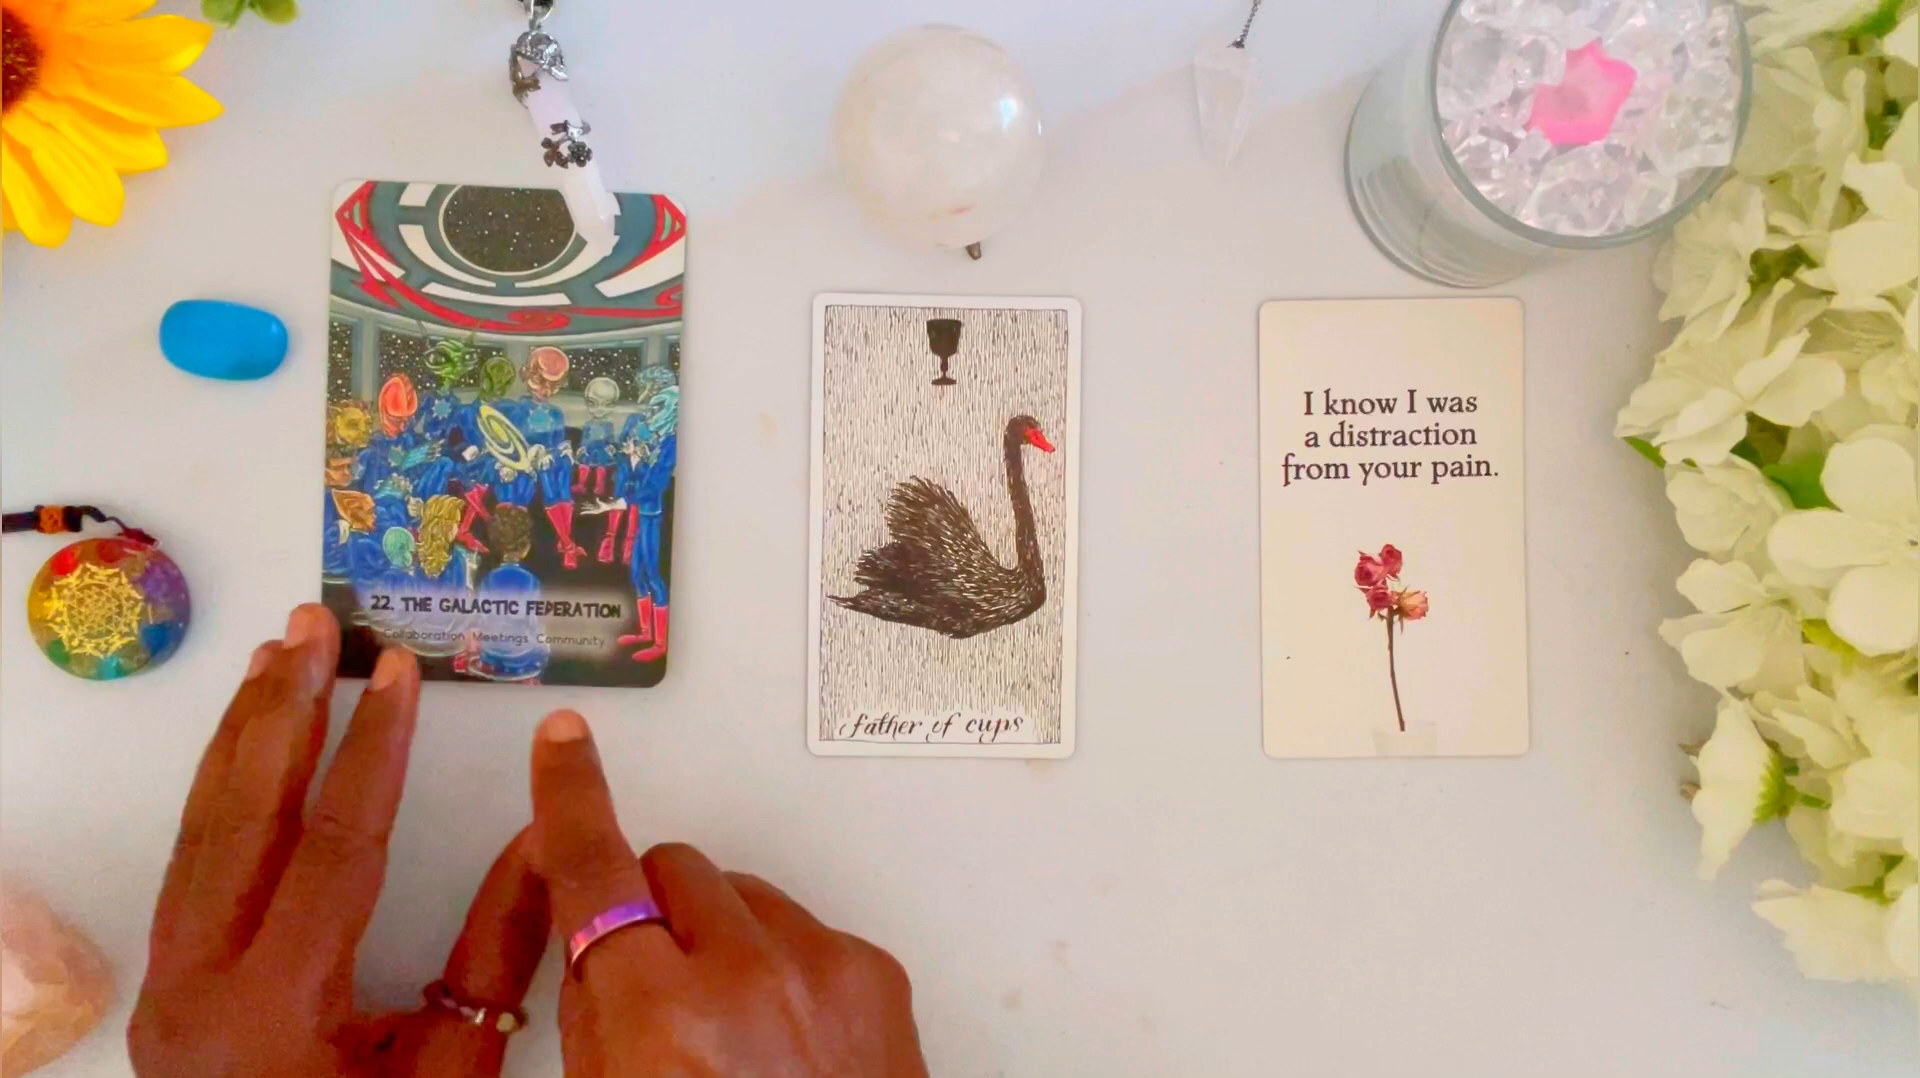 22. THE GALACTIC FEDERATION
Collaboration Meetings Community
father of cups
I know I was
a distraction
from your pain.